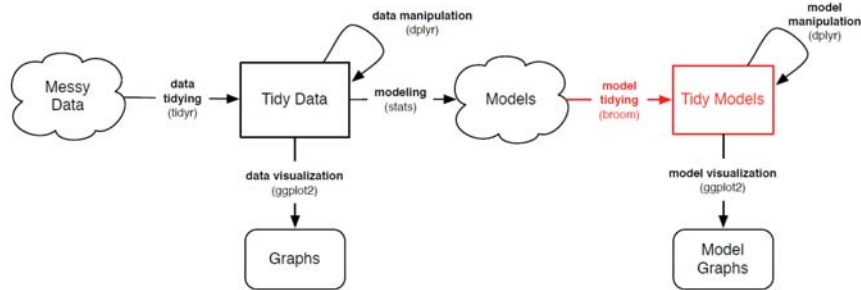 data manipulation
(dplyr)
model
manipulation
(dplyr)
Messy
Data
data
tidying
(tidyr)
Tidy Data
modeling
(stats)
Models
model
tidying
(broom)
Tidy Models
data visualization
(ggplot2)
model visualization
(ggplot2)
Graphs
Model
Graphs